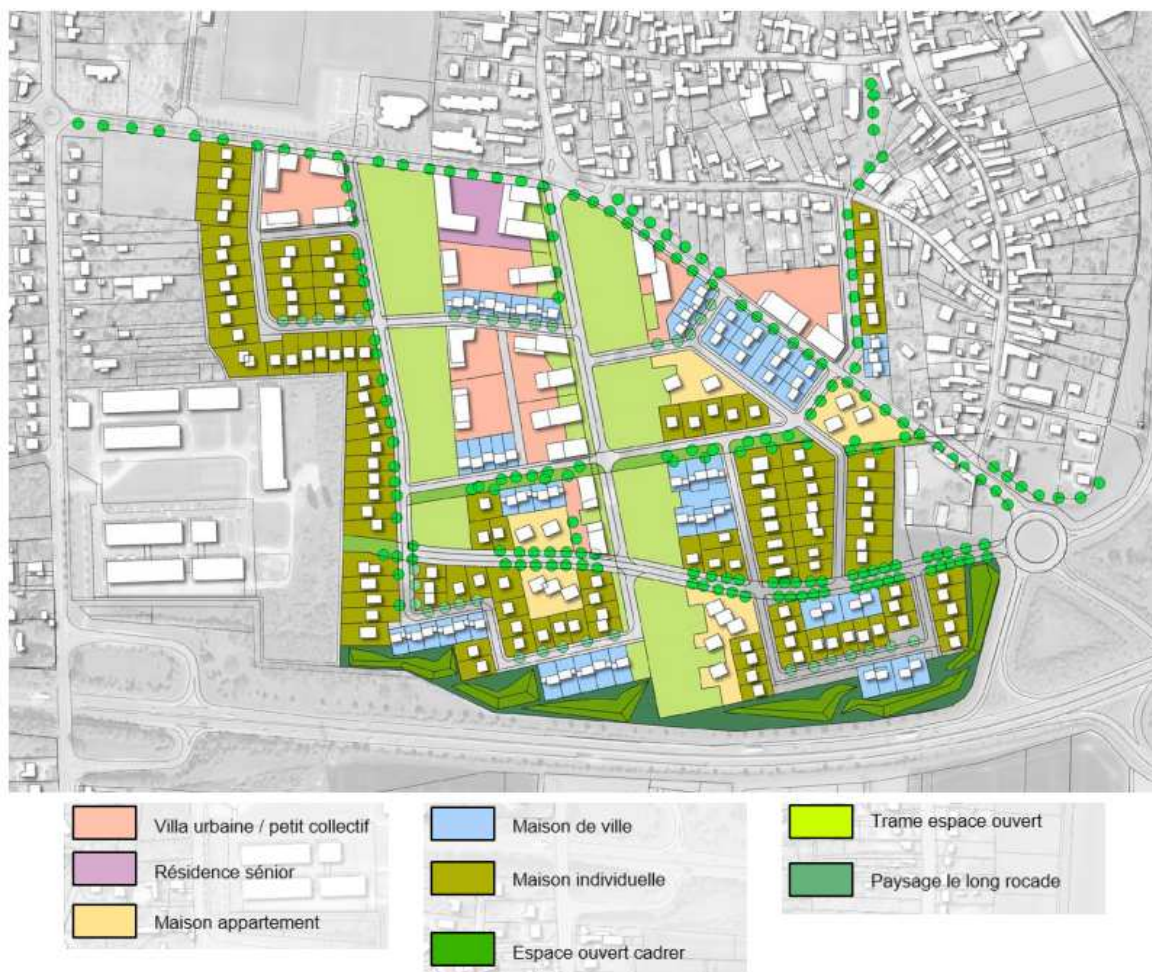 Villa urbaine / petit collectif
Résidence sénior
Maison appartement
Maison de ville
Maison individuelle
Espace ouvert cadrer
Trame espace ouvert
Paysage le long rocade